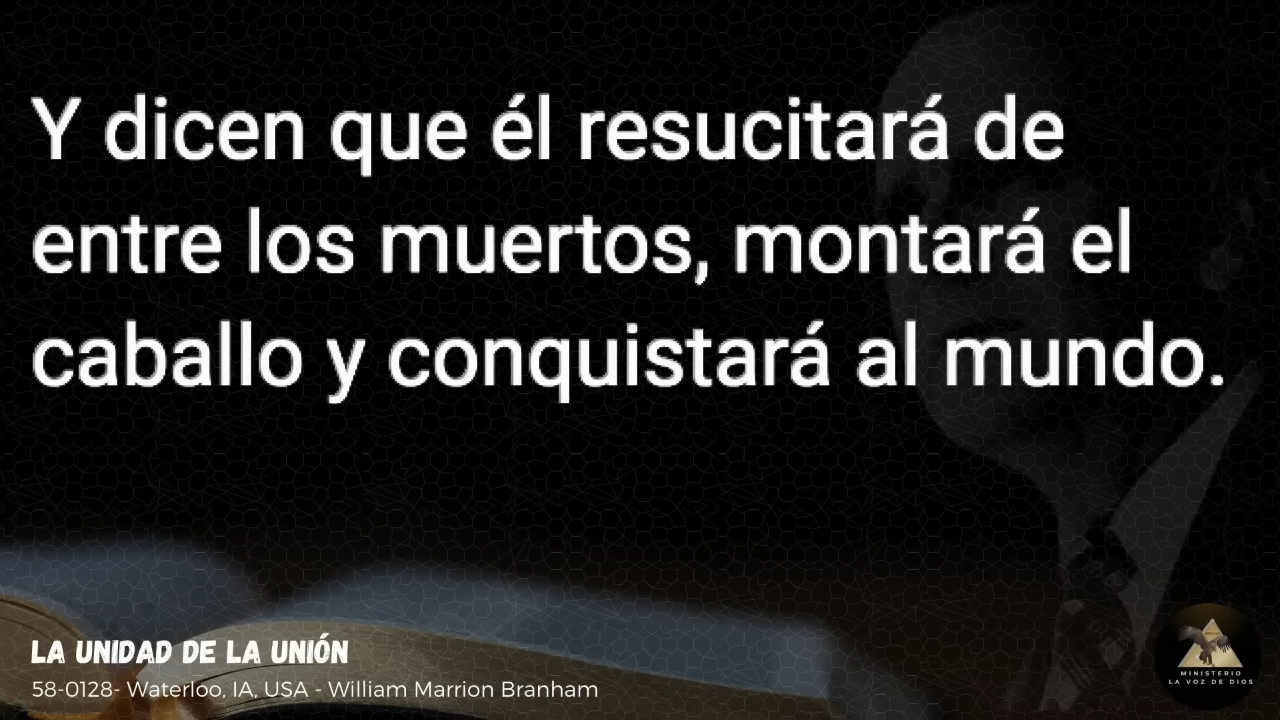 Y dicen que él resucitará de
entre los muertos, montará el
caballo y conquistará al mundo.
LA UNIDAD DE LA UNIÓN
58-0128- Waterloo, IA, USA - William Marrion Branham
MINISTERIO
LA VOZ DE DIOS